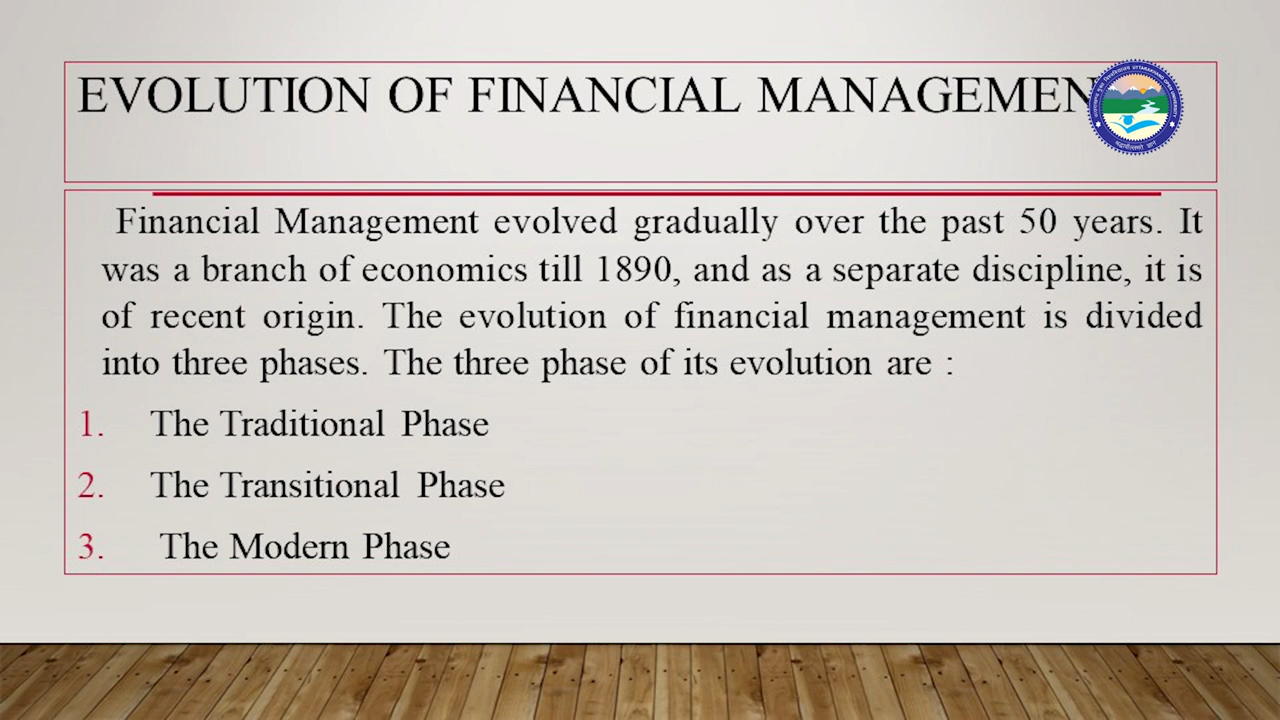 EVOLUTION OF FINANCIAL MANAGEMEN
UTTARAKHAND OPEN UNIVERSITY
Financial Management evolved gradually over the past 50 years. It
was a branch of economics till 1890, and as a separate discipline, it is
of recent origin. The evolution of financial management is divided
into three phases. The three phase of its evolution are :
1. The Traditional Phase
2. The Transitional Phase
3. The Modern Phase